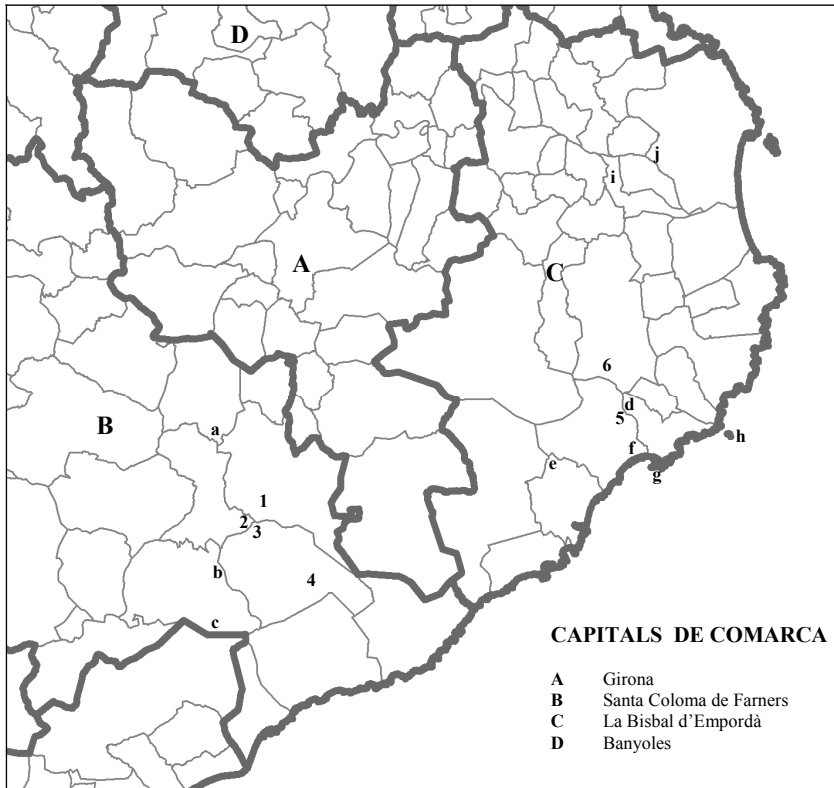 D
j
i
A
C
6
d
5
B
a
h
f
e
g
1
2
3
b
4
c
CAPITALS DE COMARCA
A Girona
B Santa Coloma de Farners
C La Bisbal d'Empordà
D Banyoles